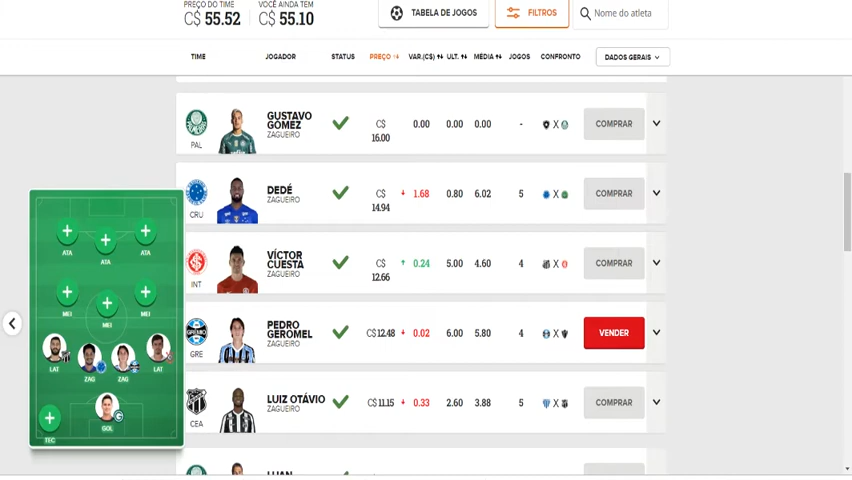 PREÇO DO TIME
C$ 55.52
VOCÊ AINDA TEM
C$ 55.10
TABELA DE JOGOS
FILTROS
Nome do atleta
TIME JOGADOR STATUS PREÇO VAR.(C$) ULT. MÉDIA JOGOS CONFRONTO DADOS GERAIS
PAL
GUSTAVO GÓMEZ
ZAGUEIRO
C$ 16.00
0.00 0.00 0.00 - X COMPRAR
CRU
DEDÉ
ZAGUEIRO
C$ 14.94
1.68 0.80 6.02 5 X COMPRAR
INT
VÍCTOR CUESTA
ZAGUEIRO
C$ 12.66
0.24 5.00 4.60 4 X COMPRAR
GRE
PEDRO GEROMEL
ZAGUEIRO
C$ 12.48 0.02 6.00 5.80 4 X VENDER
CEA
LUIZ OTÁVIO
ZAGUEIRO
C$ 11.15 0.33 2.60 3.88 5 X COMPRAR
LUAN
ATA ATA ATA
MEI MEI MEI
LAT ZAG ZAG LAT
GOL
TEC